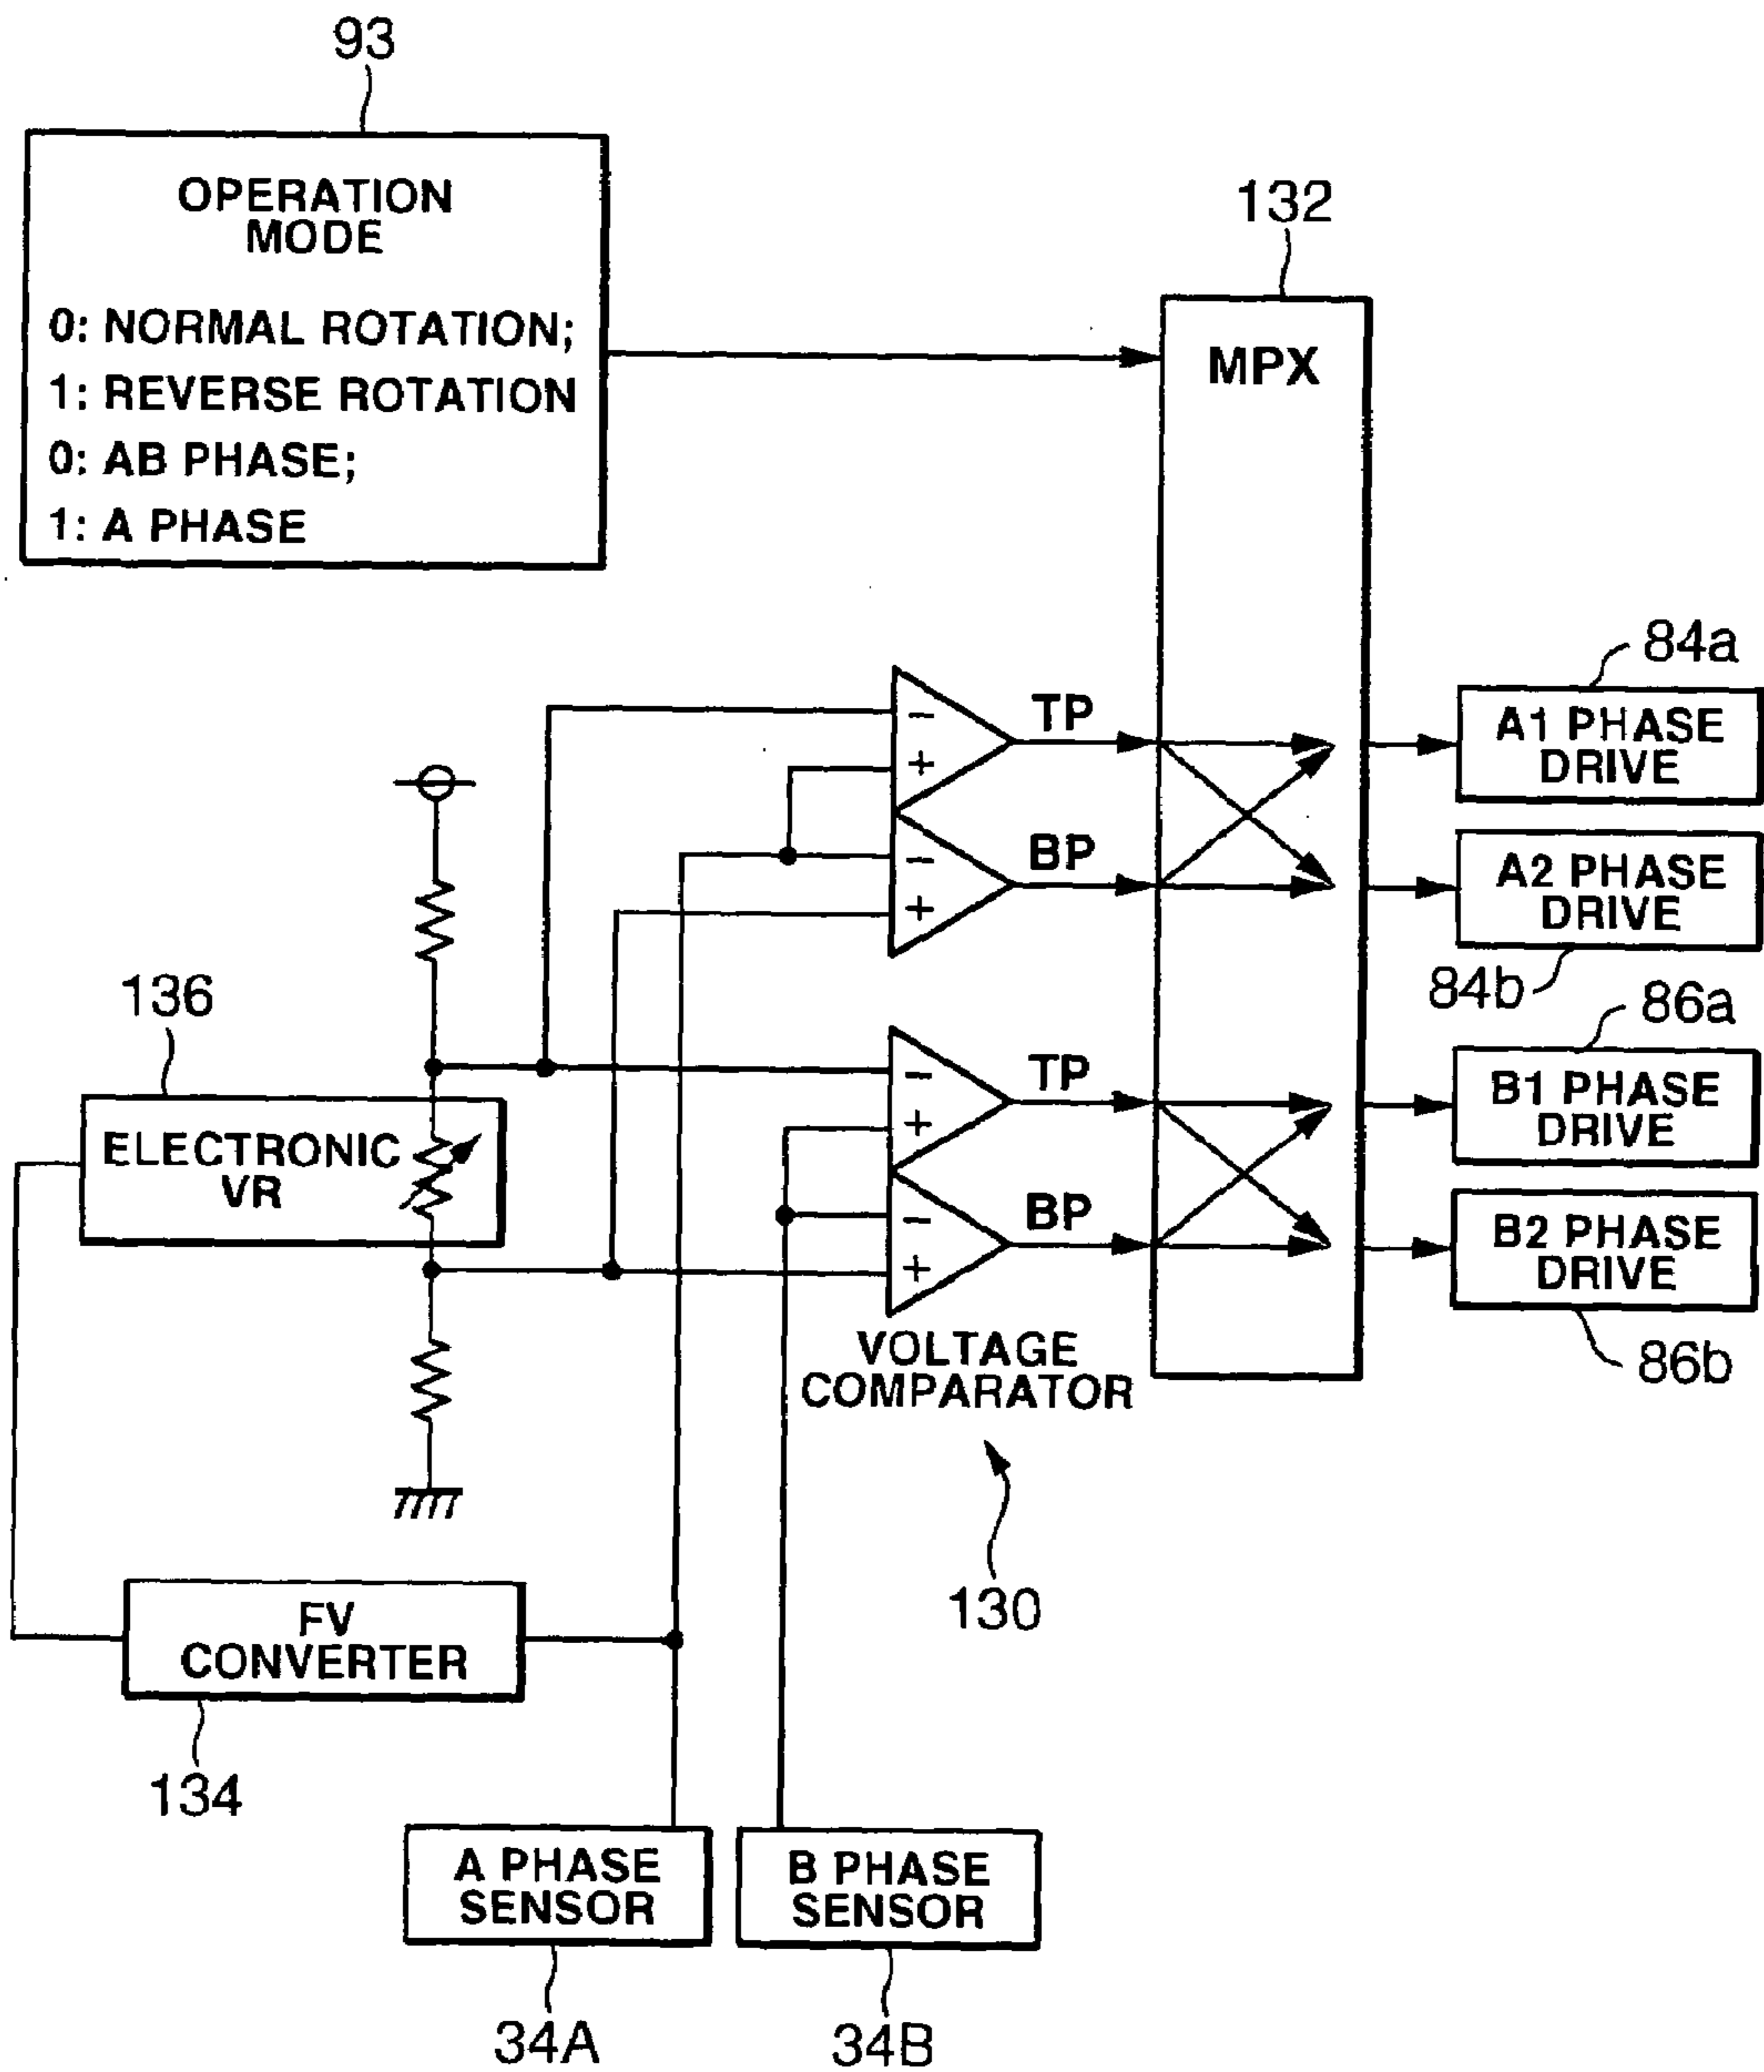 93
OPERATION
MODE
0: NORMAL ROTATION;
1: REVERSE ROTATION
0: AB PHASE;
1: A PHASE
132
MPX
84a
TP
A1 PHASE
DRIVE
BP
A2 PHASE
DRIVE
84b
136
86a
ELECTRONIC
VR
TP
B1 PHASE
DRIVE
BP
B2 PHASE
DRIVE
86b
VOLTAGE
COMPARATOR
130
FV
CONVERTER
134
A PHASE
SENSOR
B PHASE
SENSOR
34A
34B
-
+
-
+
-
+
-
+